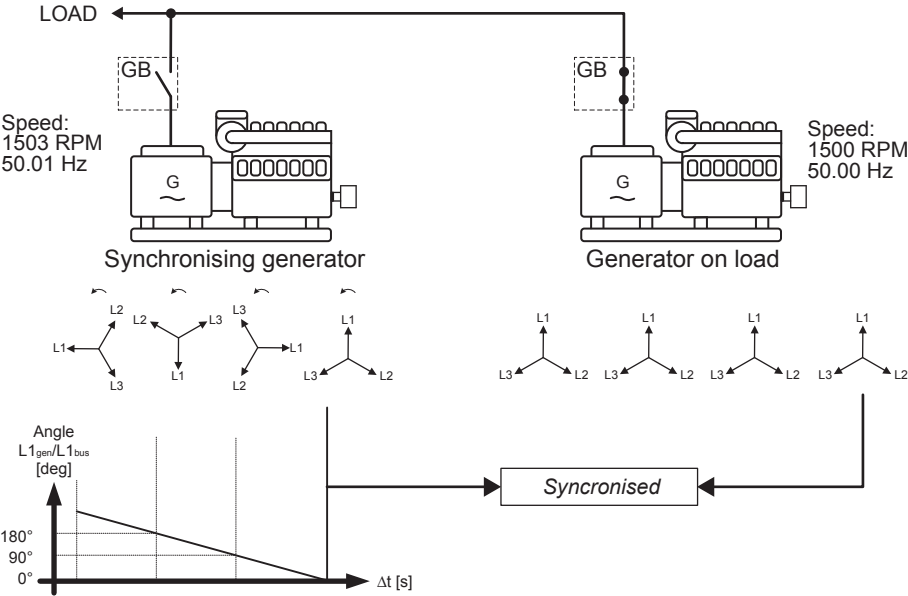 LOAD
GB
GB
Speed:
1503 RPM
50.01 Hz
Speed:
1500 RPM
50.00 Hz
G
G
Synchronising generator
Generator on load
L2
L1
L3
L2
L3
L1
L3
L1
L2
L1
L3
L2
L1
L3
L2
L1
L3
L2
L1
L3
L2
L1
L3
L2
Angle
L1gen/L1bus
[deg]
180°
90°
0°
Δt [s]
Syncronised